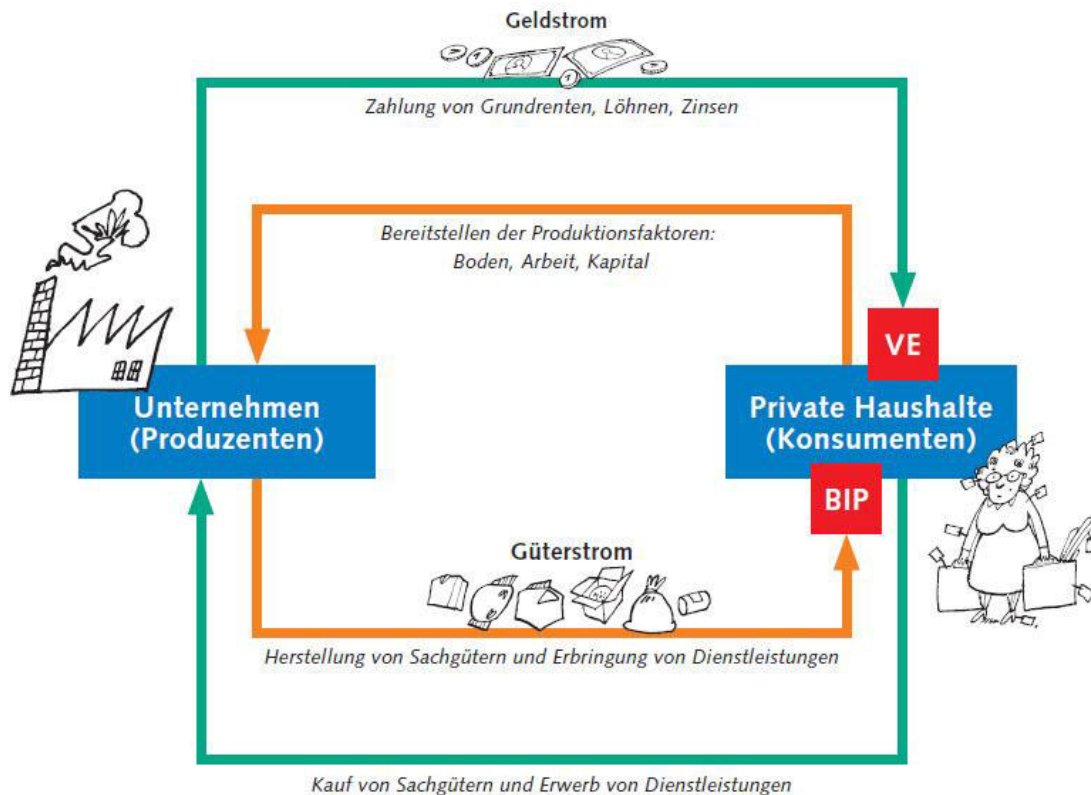 Geldstrom
Zahlung von Grundrenten, Löhnen, Zinsen
Bereitstellen der Produktionsfaktoren:
Boden, Arbeit, Kapital
VE
Unternehmen
(Produzenten)
Private Haushalte
(Konsumenten)
BIP
Güterstrom
Herstellung von Sachgütern und Erbringung von Dienstleistungen
Kauf von Sachgütern und Erwerb von Dienstleistungen